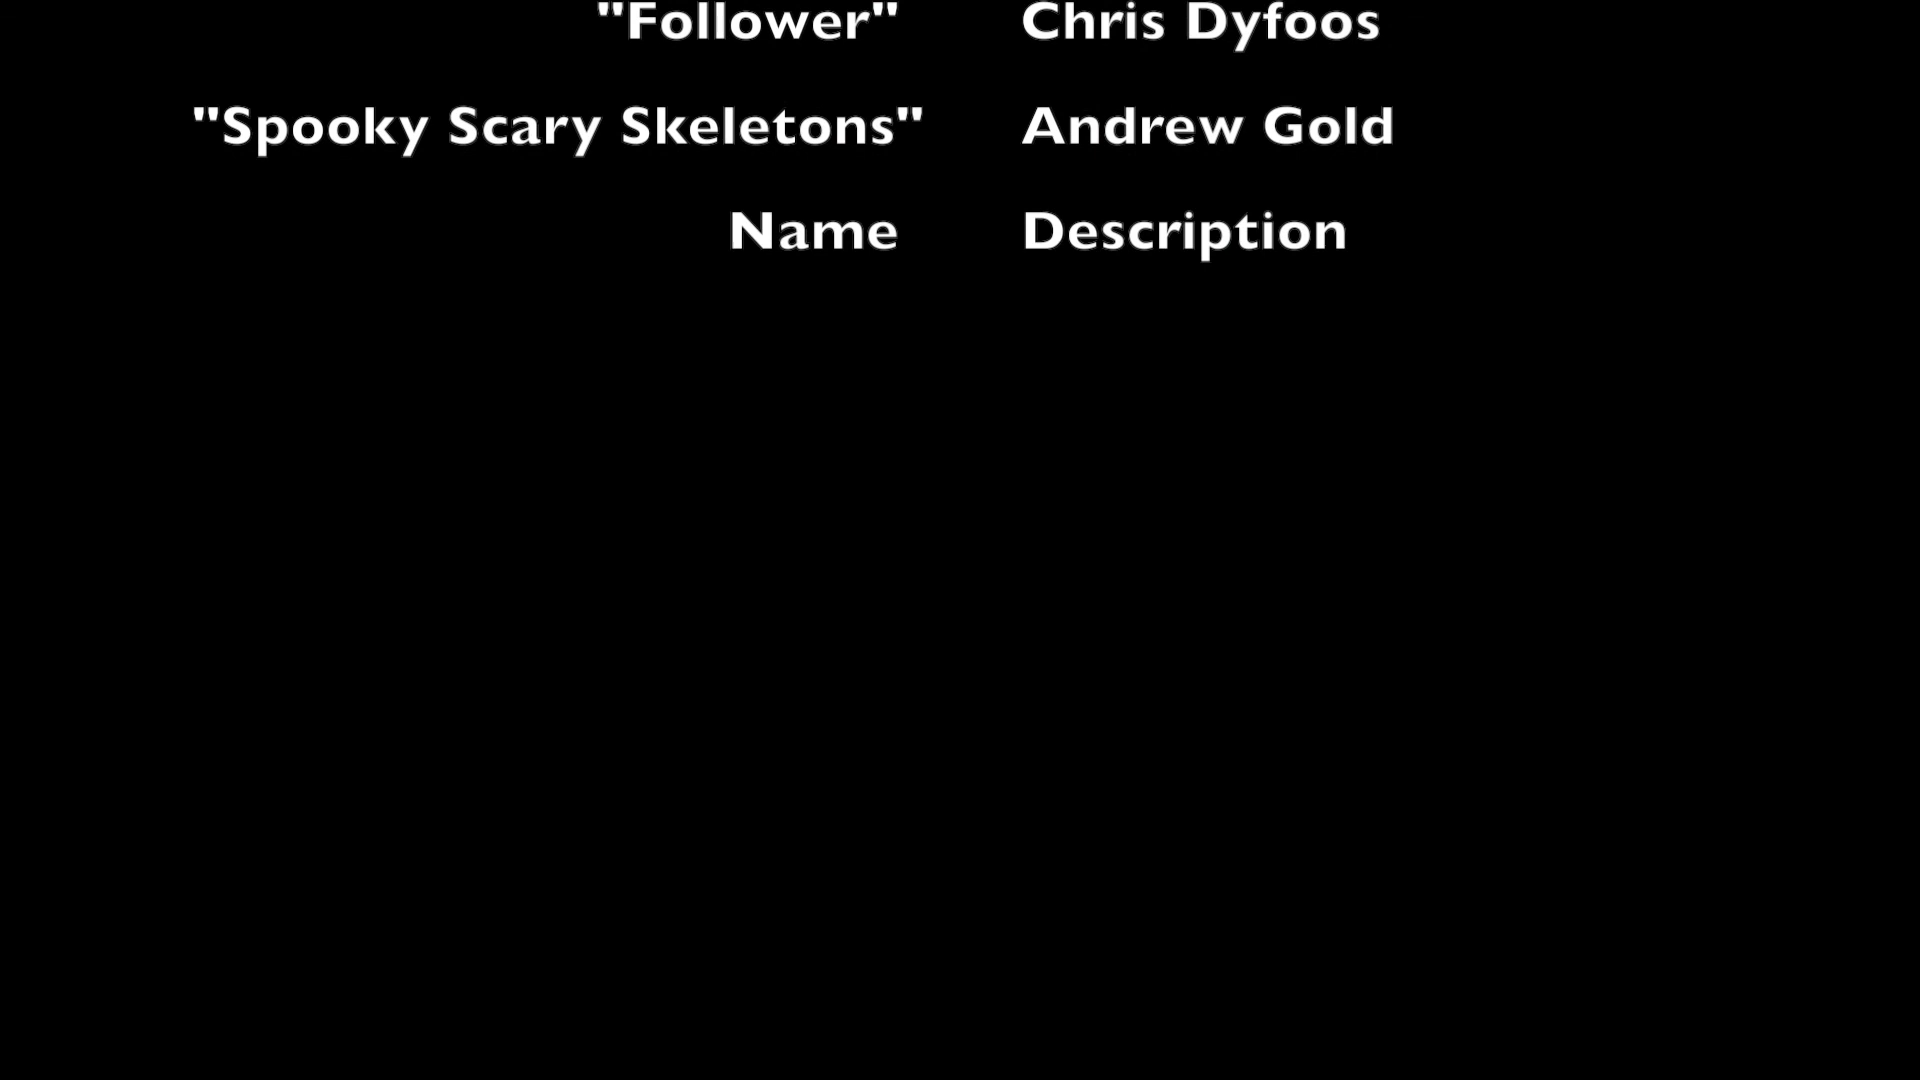 "Follower" Chris Dyfoos
"Spooky Scary Skeletons" Andrew Gold
Name Description